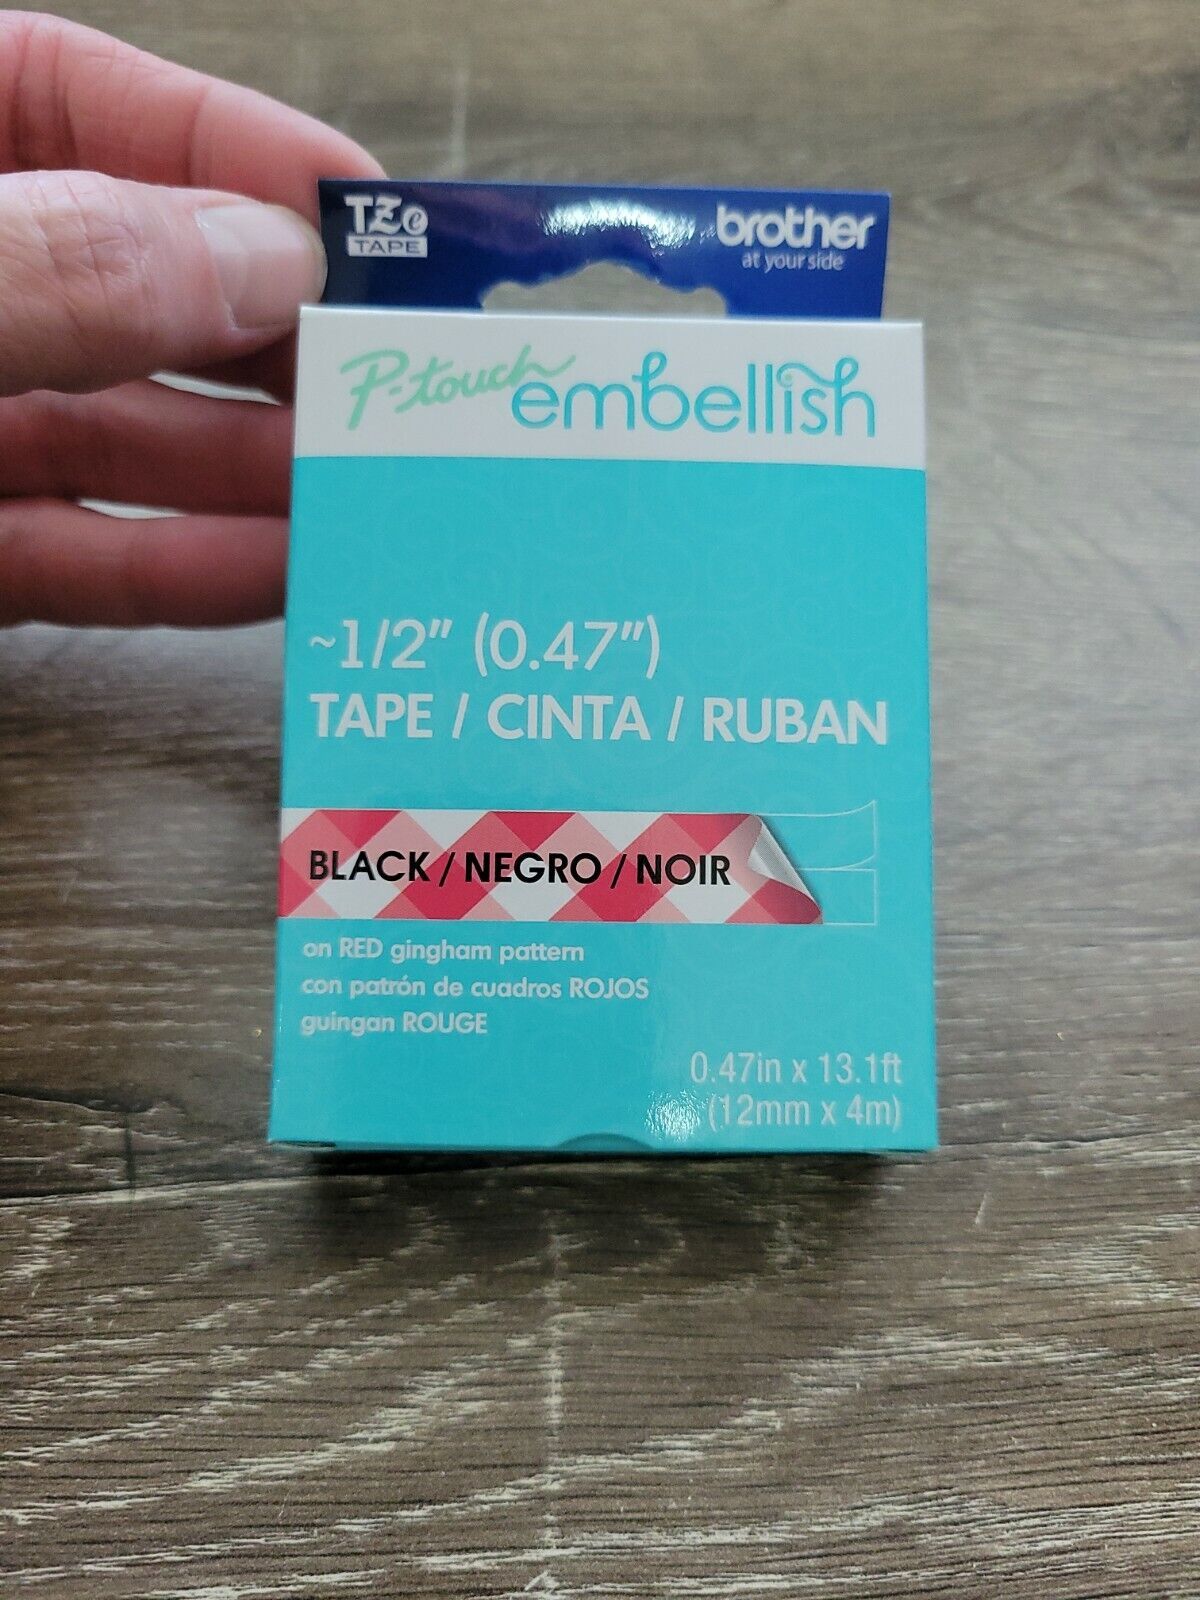 TZe
TAPE
brother
at your side
P-touch embellish
~1/2" (0.47")
TAPE / CINTA / RUBAN
BLACK / NEGRO / NOIR
on RED gingham pattern
con patrón de cuadros ROJOS
guingan ROUGE
0.47in x 13.1ft
(12mm x 4m)